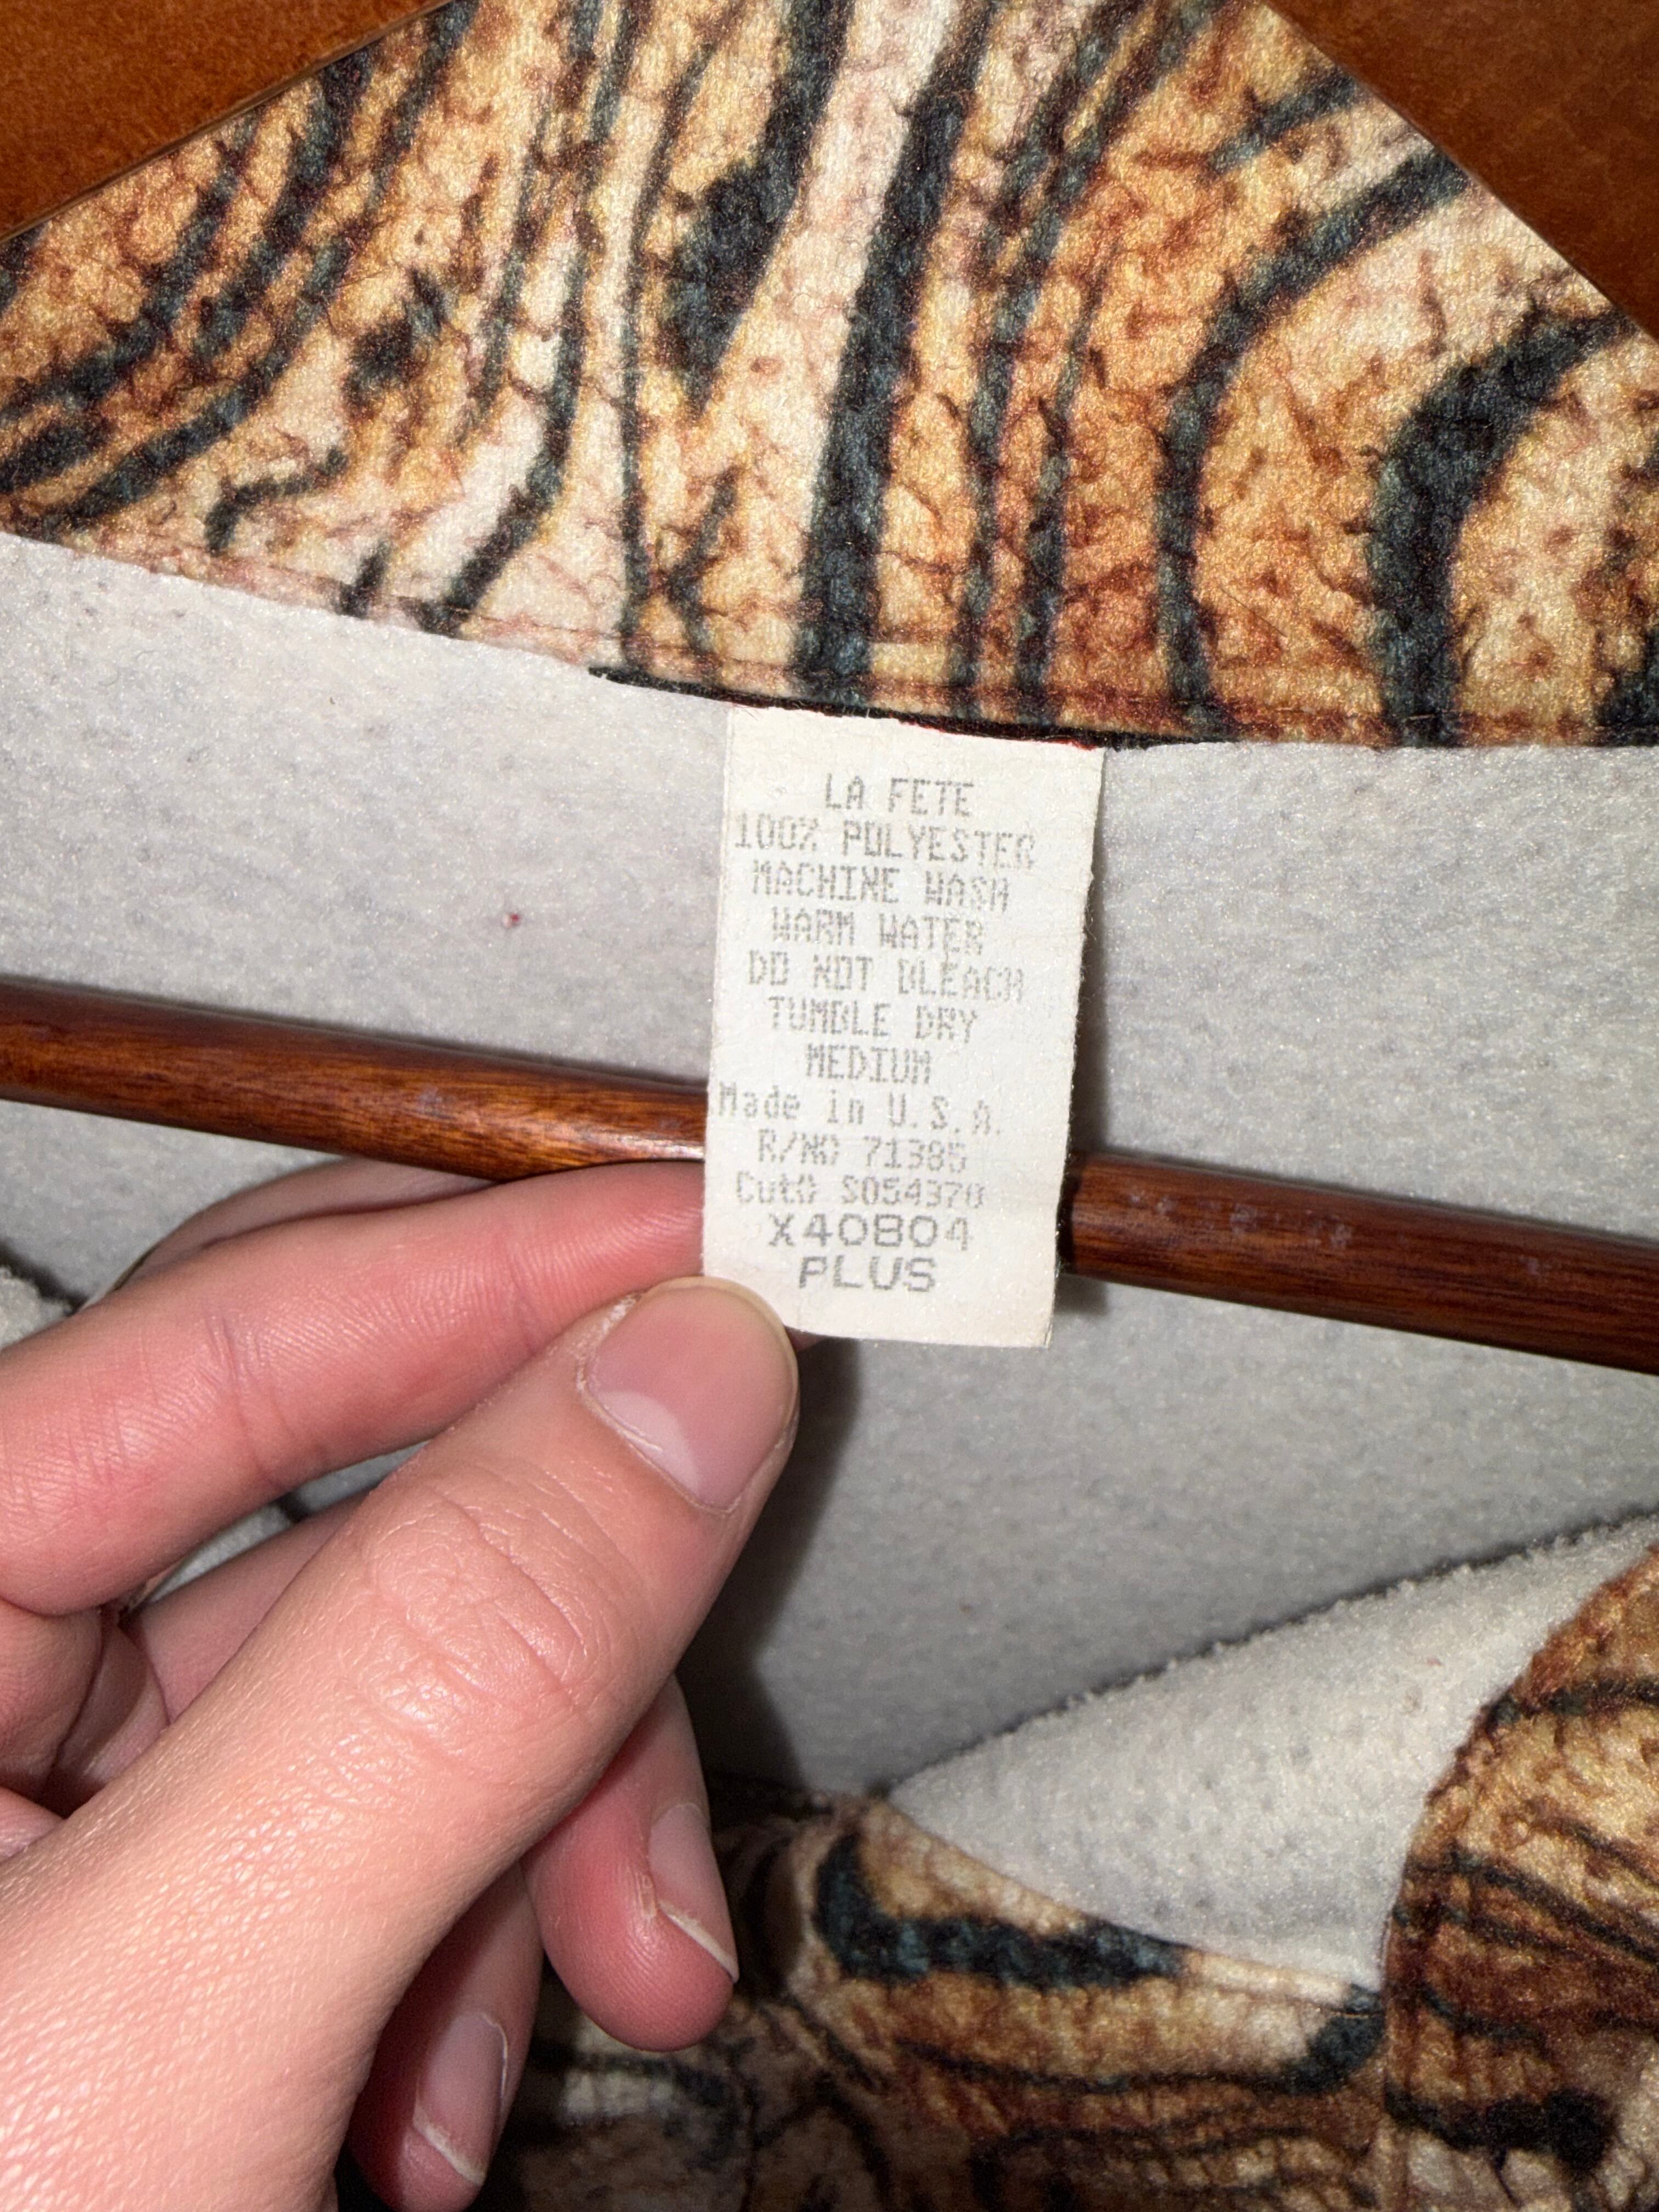 LA FETE
100% POLYESTER
MACHINE WASH
WARM WATER
DO NOT BLEACH
TUMBLE DRY
MEDIUM
Made in U.S.A.
R/NO 71385
Cut# S054370
X40804
PLUS